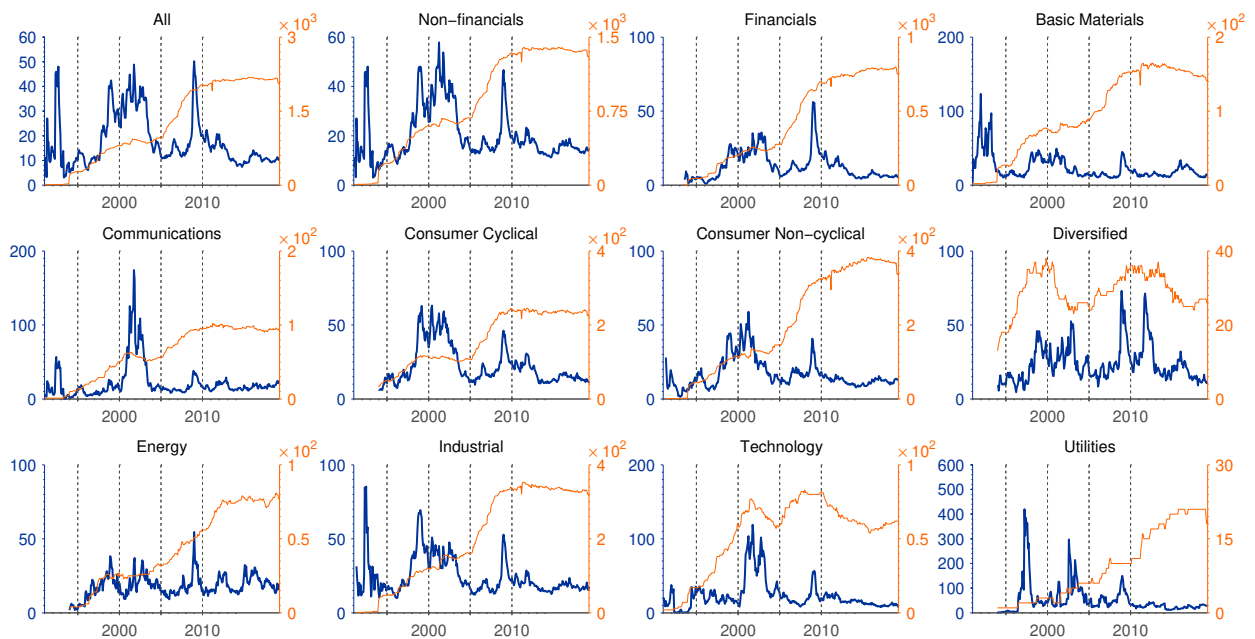 All
Non−financials
Financials
Basic Materials
× 10³
× 10³
× 10³
× 10²
60 50 40 30 20 10 0
3 1.5 0
60 50 40 30 20 10 0
1.5 0.75 0
100 50 0
1 0.5 0
200 150 100 50 0
2 1 0
2000 2010
2000 2010
2000 2010
2000 2010
Communications
Consumer Cyclical
Consumer Non−cyclical
Diversified
× 10²
× 10²
× 10²
200 100 0
2 1 0
100 50 0
4 2 0
100 50 0
4 2 0
100 50 0
40 20 0
2000 2010
2000 2010
2000 2010
2000 2010
Energy
Industrial
Technology
Utilities
× 10²
× 10²
× 10²
100 50 0
1 0.5 0
100 50 0
4 2 0
200 100 0
1 0.5 0
600 500 400 300 200 100 0
30 15 0
2000 2010
2000 2010
2000 2010
2000 2010